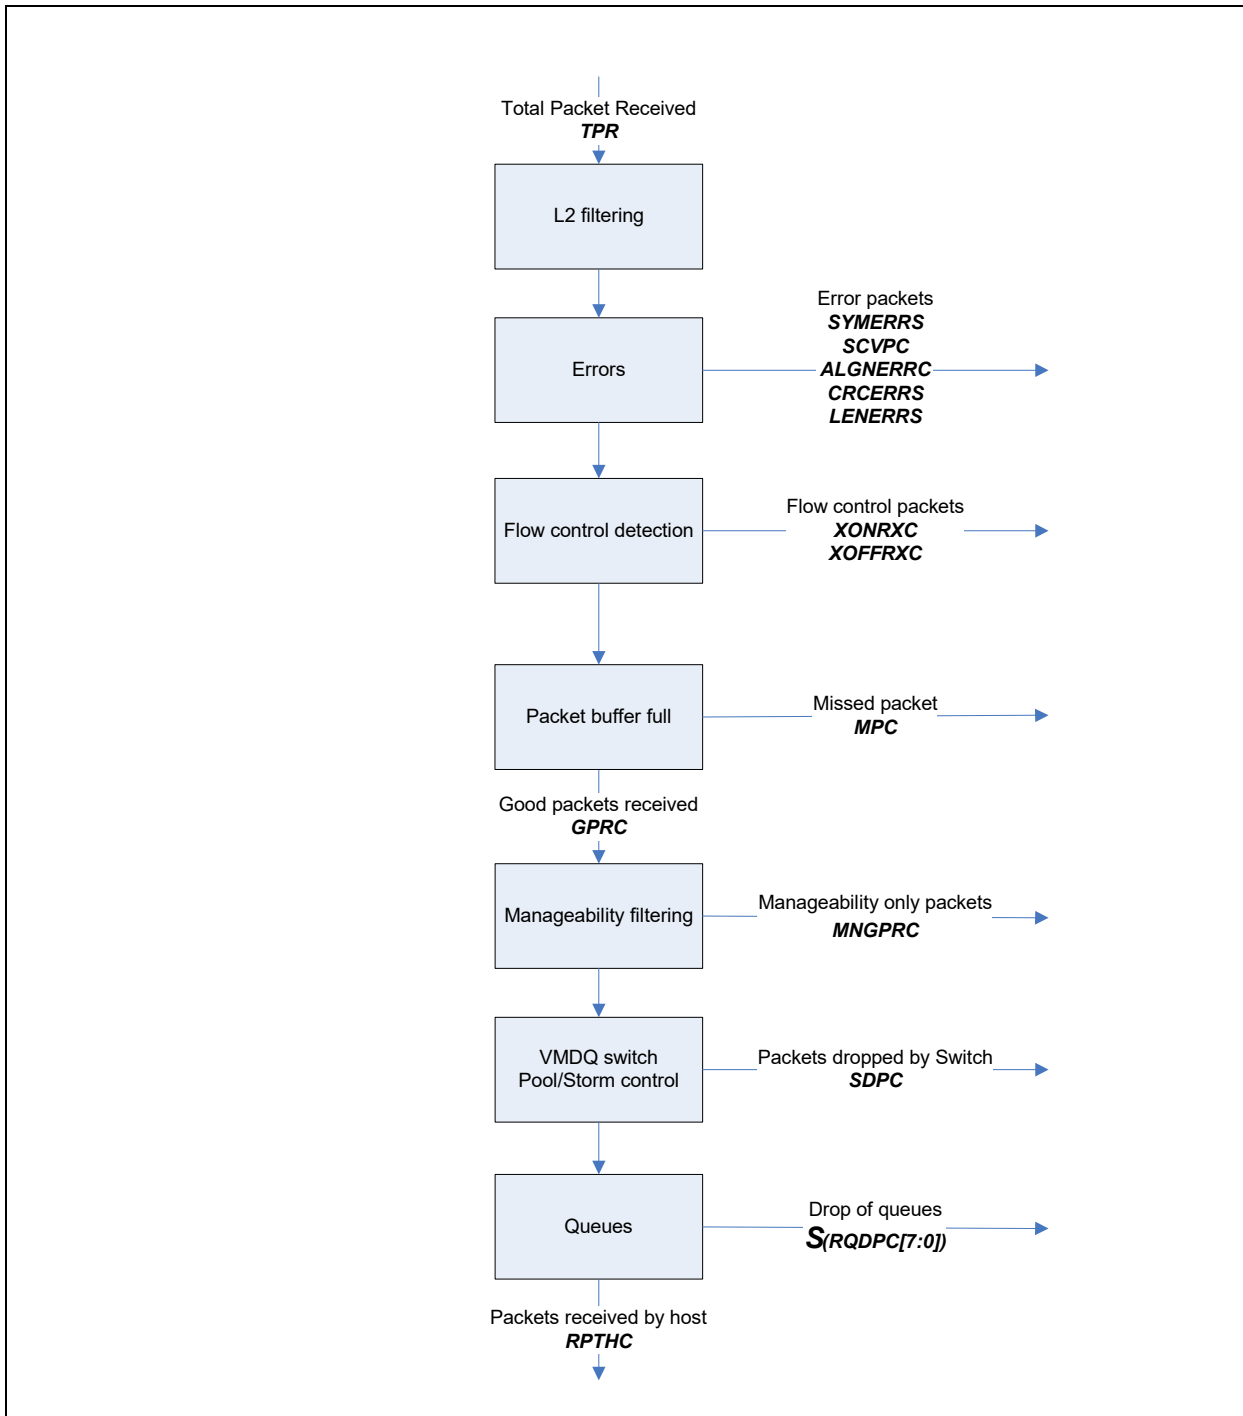 Total Packet Received
TPR
L2 filtering
Error packets
SYMERRS
SCVPC
Errors
ALGNERRC
CRCERRS
LENERRS
Flow control packets
Flow control detection
XONRXC
XOFFRXC
Missed packet
Packet buffer full
MPC
Good packets received
GPRC
Manageability only packets
Manageability filtering
MNGPRC
VMDQ switch
Pool/Storm control
Packets dropped by Switch
SDPC
Drop of queues
Queues
S(RQDPC[7:0])
Packets received by host
RPTHC